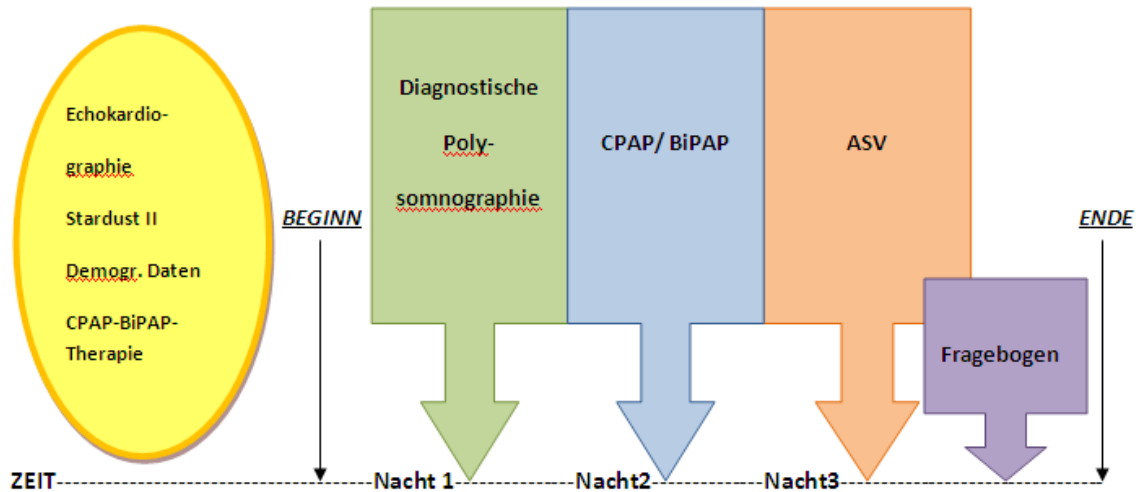 Echokardio-
graphie
Stardust II
Demogr. Daten
CPAP-BiPAP-
Therapie
BEGINN
Diagnostische
Poly-
somnographie
CPAP/ BiPAP
ASV
Fragebogen
ENDE
ZEIT Nacht 1 Nacht2 Nacht3